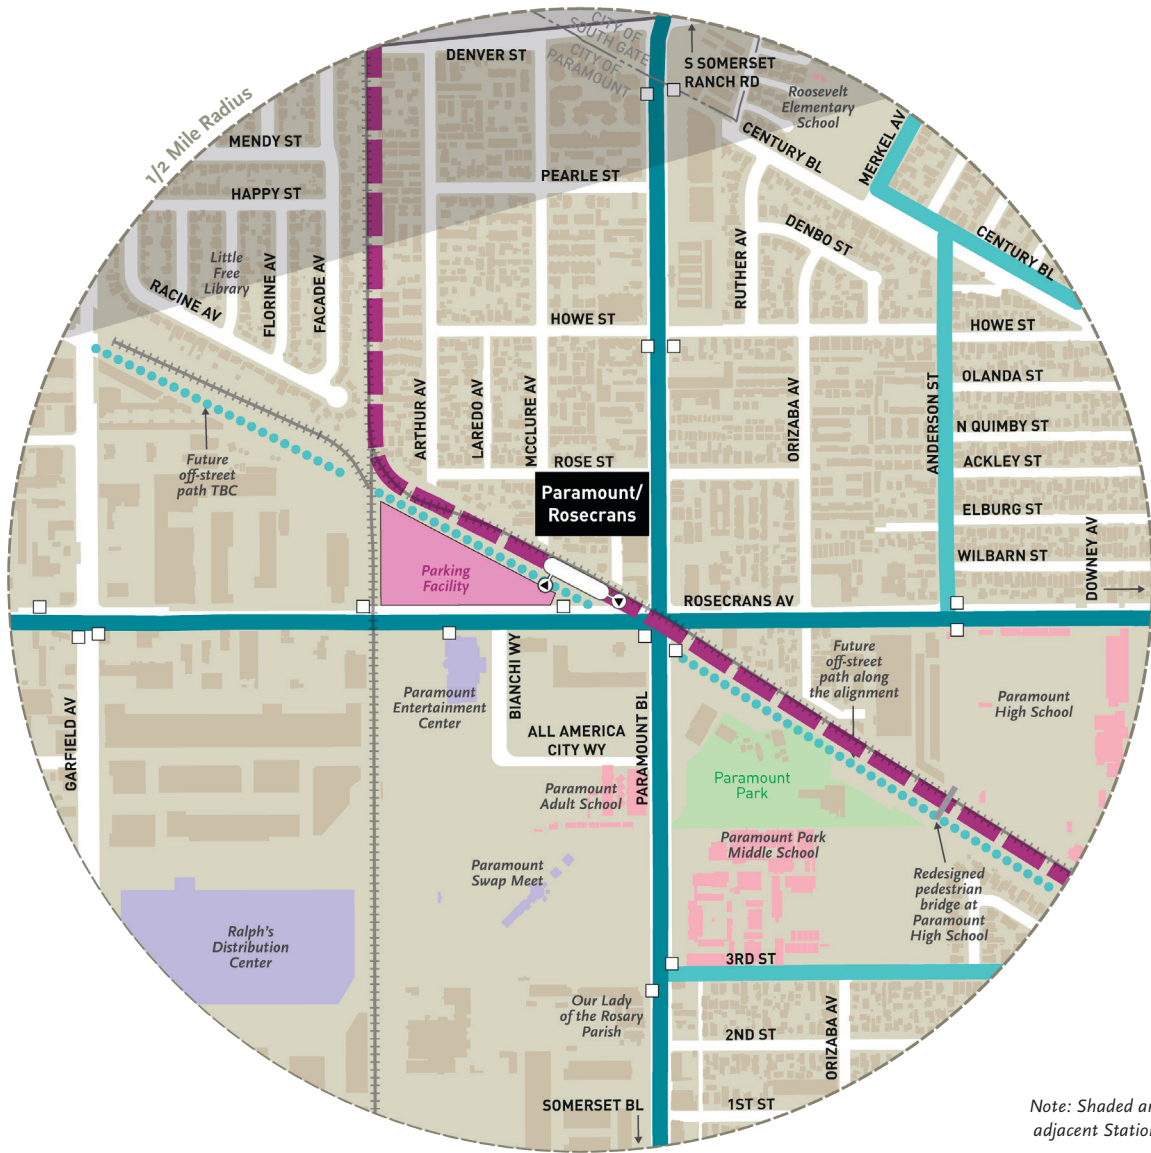 CITY OF
SOUTH GATE
CITY OF
PARAMOUNT
DENVER ST
S SOMERSET
RANCH RD
Roosevelt
Elementary
School
1/2 Mile Radius
MENDY ST
CENTURY BL
MERKEL AV
PEARLE ST
HAPPY ST
DENBO ST
CENTURY BL
Little
Free
Library
RACINE AV
FLORINE AV
FACADE AV
RUTHER AV
HOWE ST
HOWE ST
ARTHUR AV
LAREDO AV
MCCLURE AV
ORIZABA AV
ANDERSON ST
OLANDA ST
N QUIMBY ST
ROSE ST
ACKLEY ST
Future
off-street
path TBC
Paramount/
Rosecrans
ELBURG ST
WILBARN ST
DOWNEY AV
Parking
Facility
ROSECRANS AV
GARFIELD AV
Paramount
Entertainment
Center
BIANCHI WY
ALL AMERICA
CITY WY
PARAMOUNT BL
Future
off-street
path along
the alignment
Paramount
High School
Paramount
Adult School
Paramount
Park
Paramount Park
Middle School
Paramount
Swap Meet
Redesigned
pedestrian
bridge at
Paramount
High School
Ralph's
Distribution
Center
3RD ST
Our Lady
of the Rosary
Parish
ORIZABA AV
2ND ST
SOMERSET BL
1ST ST
Note: Shaded ar
adjacent Station